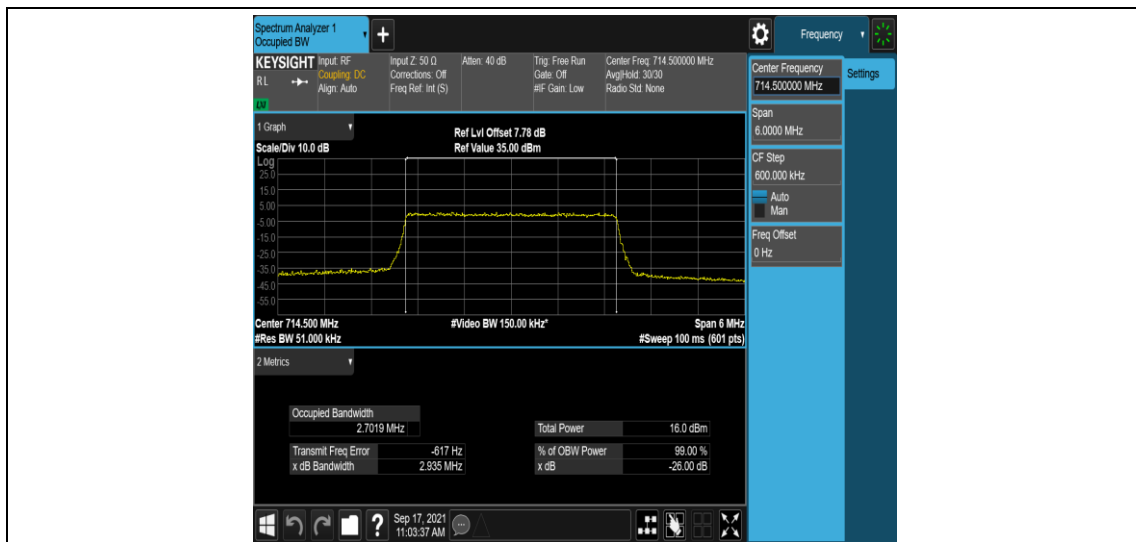 Spectrum Analyzer 1
Occupied BW
+
Frequency
KEYSIGHT
RL
LXI
Input: RF
Coupling: DC
Align: Auto
Input Z: 50 Ω
Corrections: Off
Freq Ref: Int (S)
Atten: 40 dB
Trig: Free Run
Gate: Off
#IF Gain: Low
Center Freq: 714.500000 MHz
Avg|Hold: 30/30
Radio Std: None
Center Frequency
714.500000 MHz
Settings
Span
6.0000 MHz
CF Step
600.000 kHz
Auto
Man
Freq Offset
0 Hz
1 Graph
Scale/Div 10.0 dB
Ref Lvl Offset 7.78 dB
Ref Value 35.00 dBm
Log
25.0
15.0
5.00
-5.00
-15.0
-25.0
-35.0
-45.0
-55.0
Center 714.500 MHz
#Res BW 51.000 kHz
#Video BW 150.00 kHz*
Span 6 MHz
#Sweep 100 ms (601 pts)
2 Metrics
Occupied Bandwidth
2.7019 MHz
Total Power 16.0 dBm
Transmit Freq Error -617 Hz
% of OBW Power 99.00 %
x dB Bandwidth 2.935 MHz
x dB -26.00 dB
?
Sep 17, 2021
11:03:37 AM